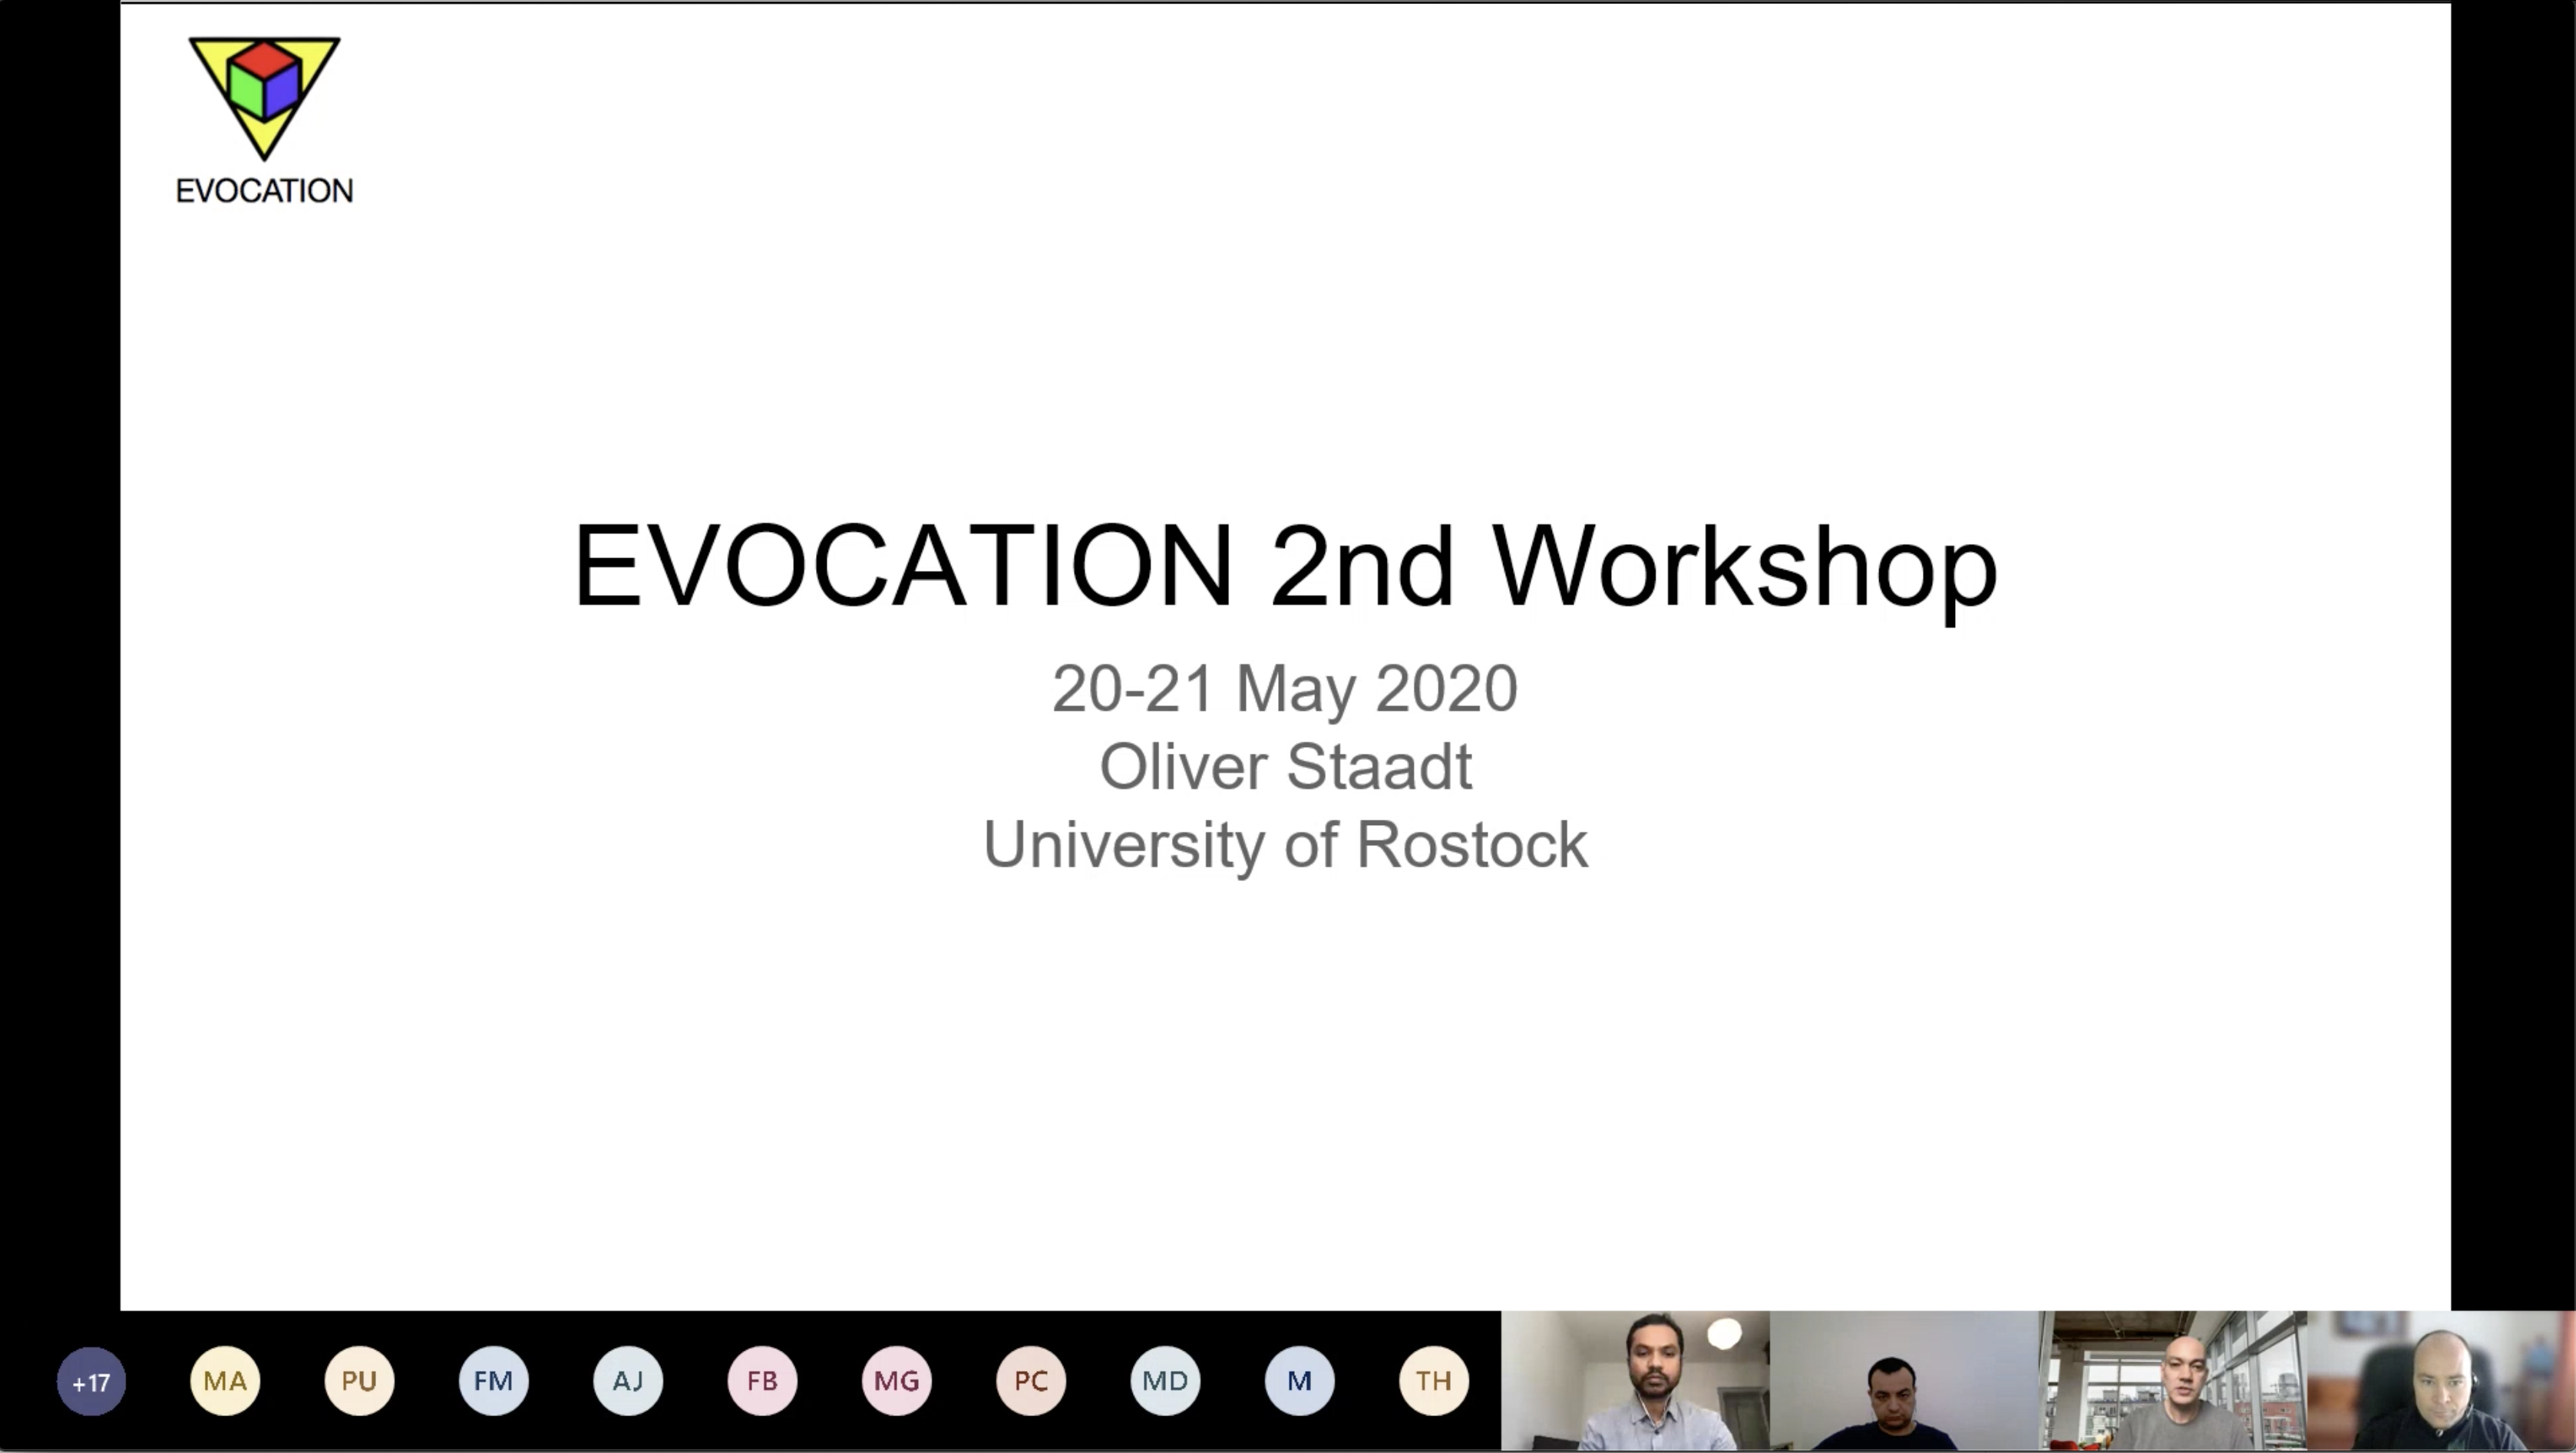 EVOCATION
EVOCATION 2nd Workshop
20-21 May 2020
Oliver Staadt
University of Rostock
+17 MA PU FM AJ FB MG PC MD M TH